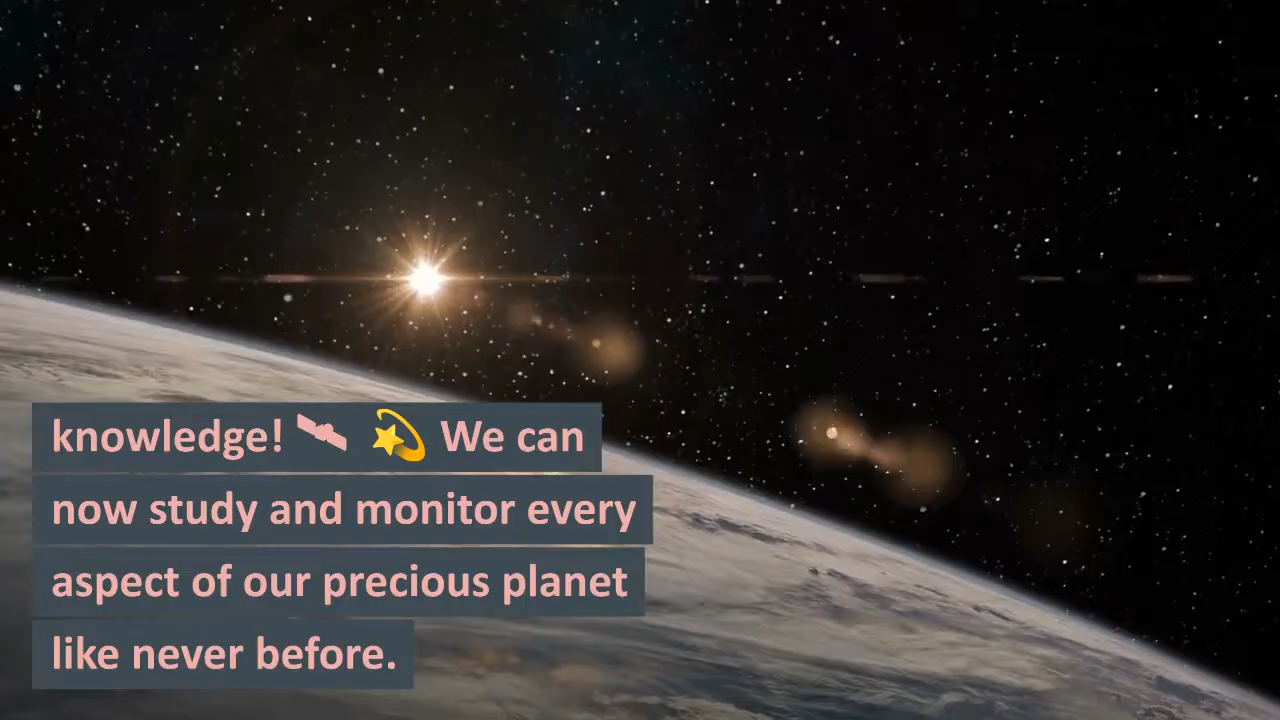 knowledge! 🛰 💫 We can
now study and monitor every
aspect of our precious planet
like never before.